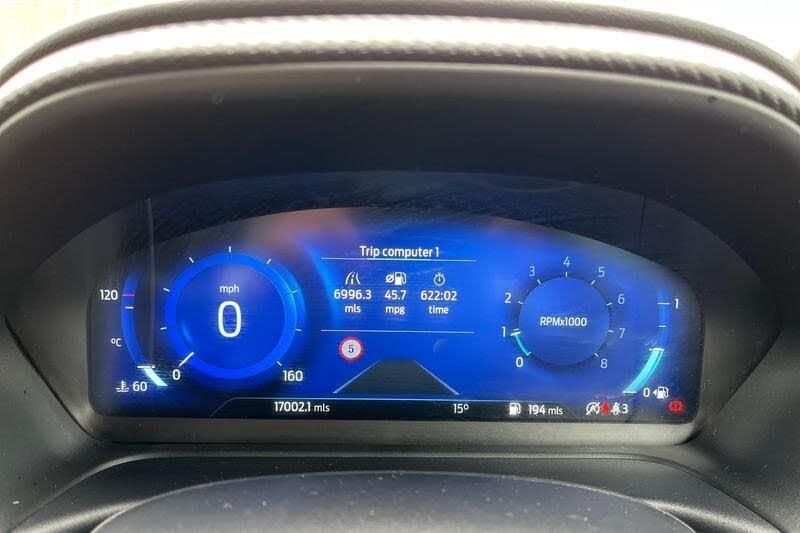 Trip computer 1
6996.3 45.7 622:02
mls mpg time
120
°C
60
mph
0
0 160
5
0 1 2 3 4 5 6 7 8
RPMx1000
1
0
17002.1 mls 15° 194 mls
3